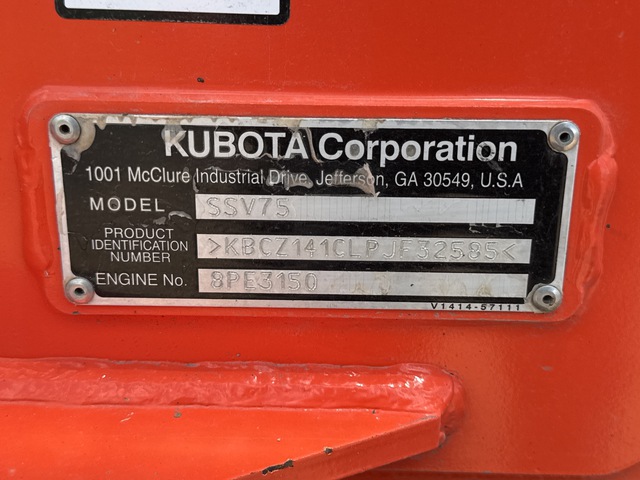 KUBOTA Corporation
1001 McClure Industrial Drive, Jefferson, GA 30549, U.S.A
MODEL SSV75
PRODUCT IDENTIFICATION NUMBER >KBCZ141CLPJF32585<
ENGINE No. 8PE3150
V1414-57111